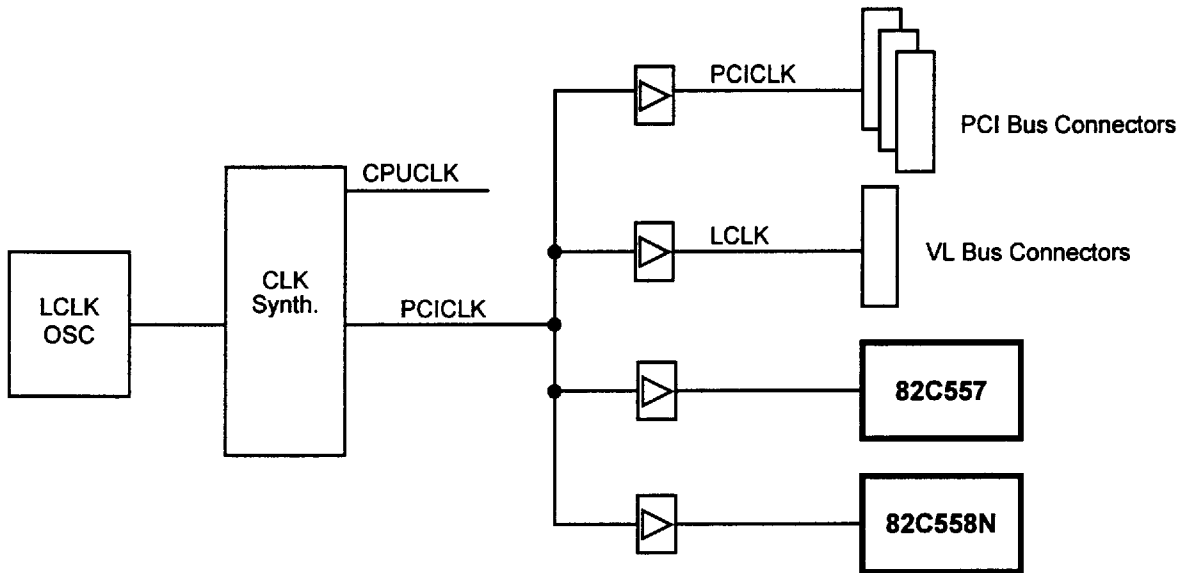 PCICLK
PCI Bus Connectors
CPUCLK
LCLK
VL Bus Connectors
CLK
Synth.
LCLK
OSC
PCICLK
82C557
82C558N